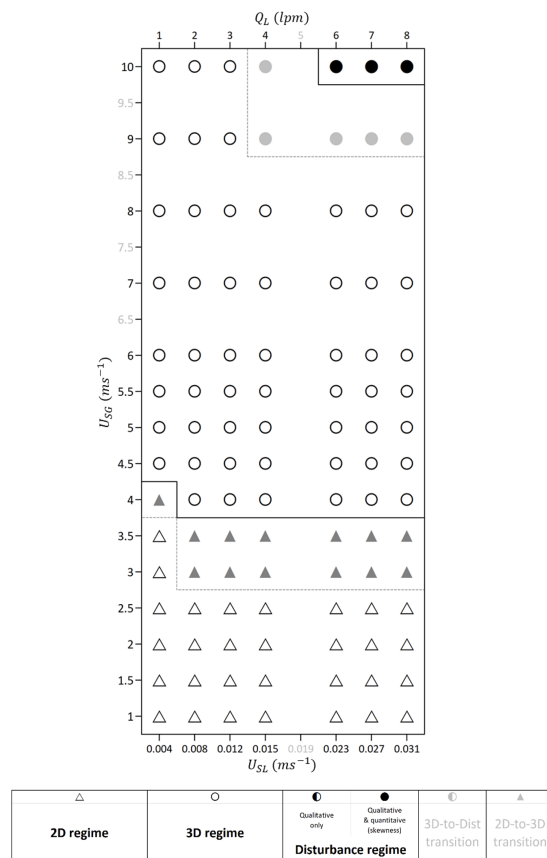 Q_L (lpm)
1 2 3 4 5 6 7 8
10
9.5
9
8.5
8
7.5
7
6.5
6
5.5
5
4.5
4
3.5
3
2.5
2
1.5
1
U_SG (ms⁻¹)
0.004 0.008 0.012 0.015 0.019 0.023 0.027 0.031
U_SL (ms⁻¹)
2D regime
3D regime
Qualitative only
Qualitative & quantitaive (skewness)
Disturbance regime
3D-to-Dist transition
2D-to-3D transition